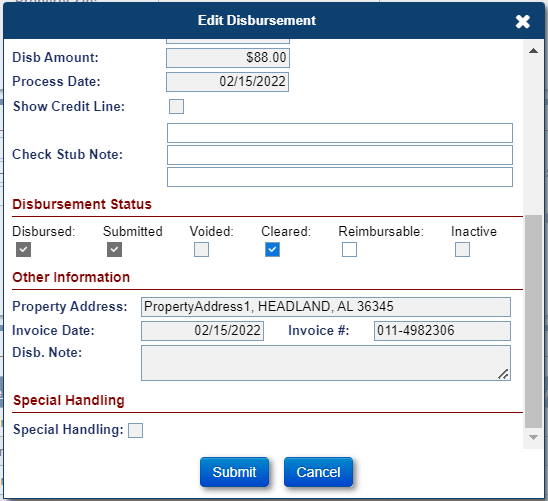 Edit Disbursement
Disb Amount: $88.00
Process Date: 02/15/2022
Show Credit Line:
Check Stub Note:
Disbursement Status
Disbursed: Submitted Voided: Cleared: Reimbursable: Inactive
Other Information
Property Address: PropertyAddress1, HEADLAND, AL 36345
Invoice Date: 02/15/2022 Invoice #: 011-4982306
Disb. Note:
Special Handling
Special Handling:
Submit Cancel